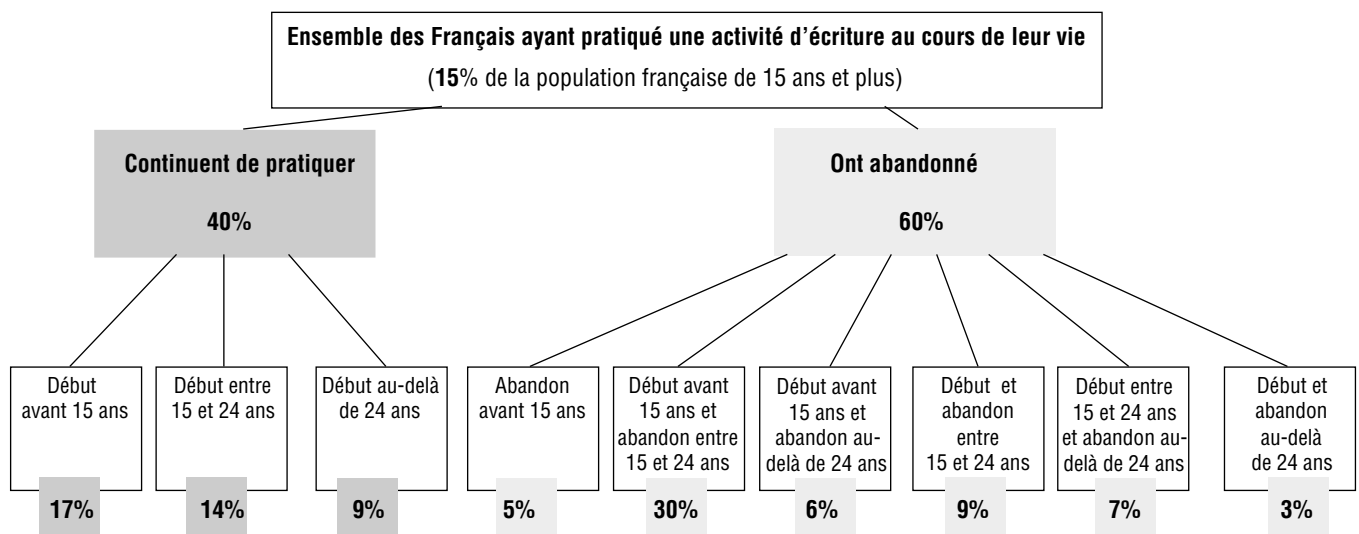 Ensemble des Français ayant pratiqué une activité d'écriture au cours de leur vie
(15% de la population française de 15 ans et plus)
Continuent de pratiquer
40%
Ont abandonné
60%
Début
avant 15 ans
17%
Début entre
15 et 24 ans
14%
Début au-delà
de 24 ans
9%
Abandon
avant 15 ans
5%
Début avant
15 ans et
abandon entre
15 et 24 ans
30%
Début avant
15 ans et
abandon au-
delà de 24 ans
6%
Début et
abandon
entre
15 et 24 ans
9%
Début entre
15 et 24 ans
et abandon au-
delà de 24 ans
7%
Début et
abandon
au-delà
de 24 ans
3%